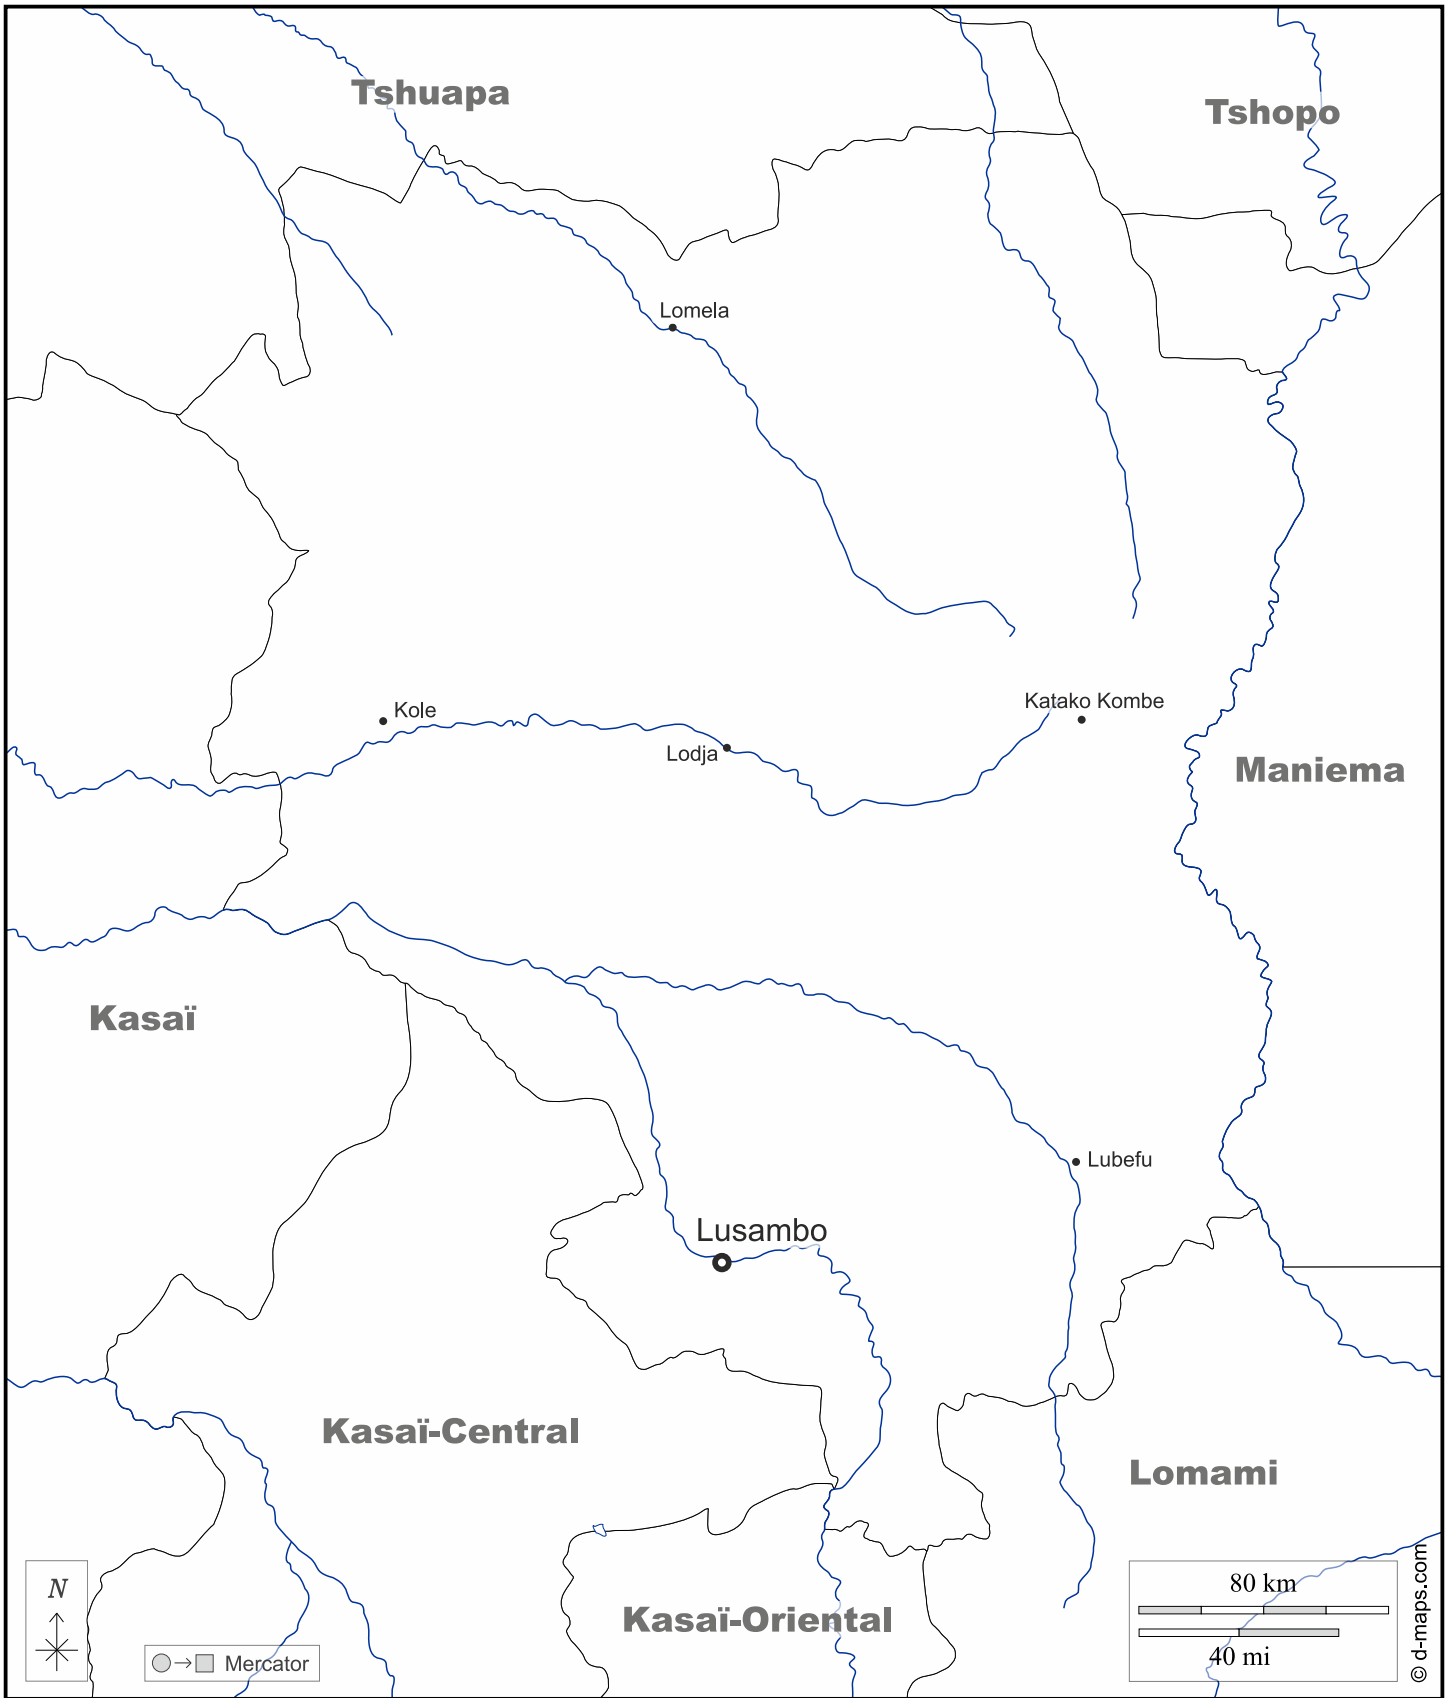 Tshuapa
Tshopo
Lomela
Katako Kombe
Kole
Lodja
Maniema
Kasaï
Lubefu
Lusambo
Kasaï-Central
Lomami
Kasaï-Oriental
N
Mercator
80 km
40 mi
© d-maps.com